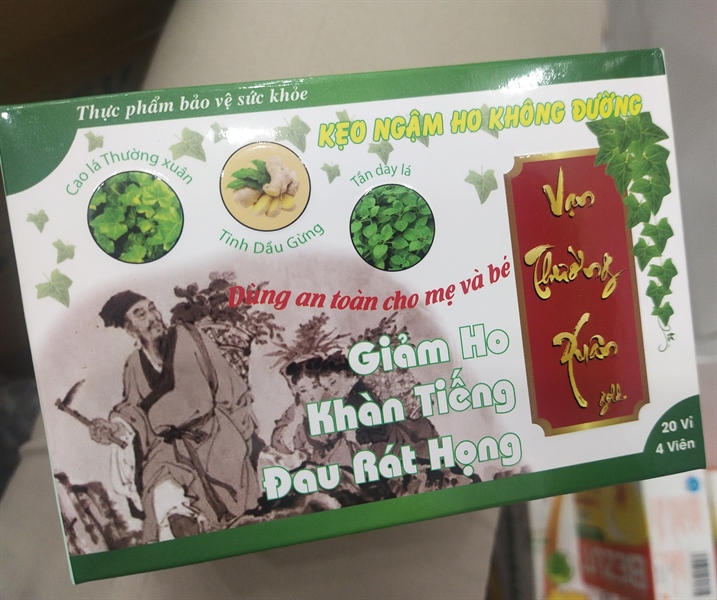 Thực phẩm bảo vệ sức khỏe
KẸO NGẬM HO KHÔNG ĐƯỜNG
Cao lá Thường xuân
Tinh Dầu Gừng
Tần dày lá
Dùng an toàn cho mẹ và bé
Giảm Ho
Khàn Tiếng
Đau Rát Họng
Vạn
Thường
Xuân
gold
20 Vỉ
4 Viên